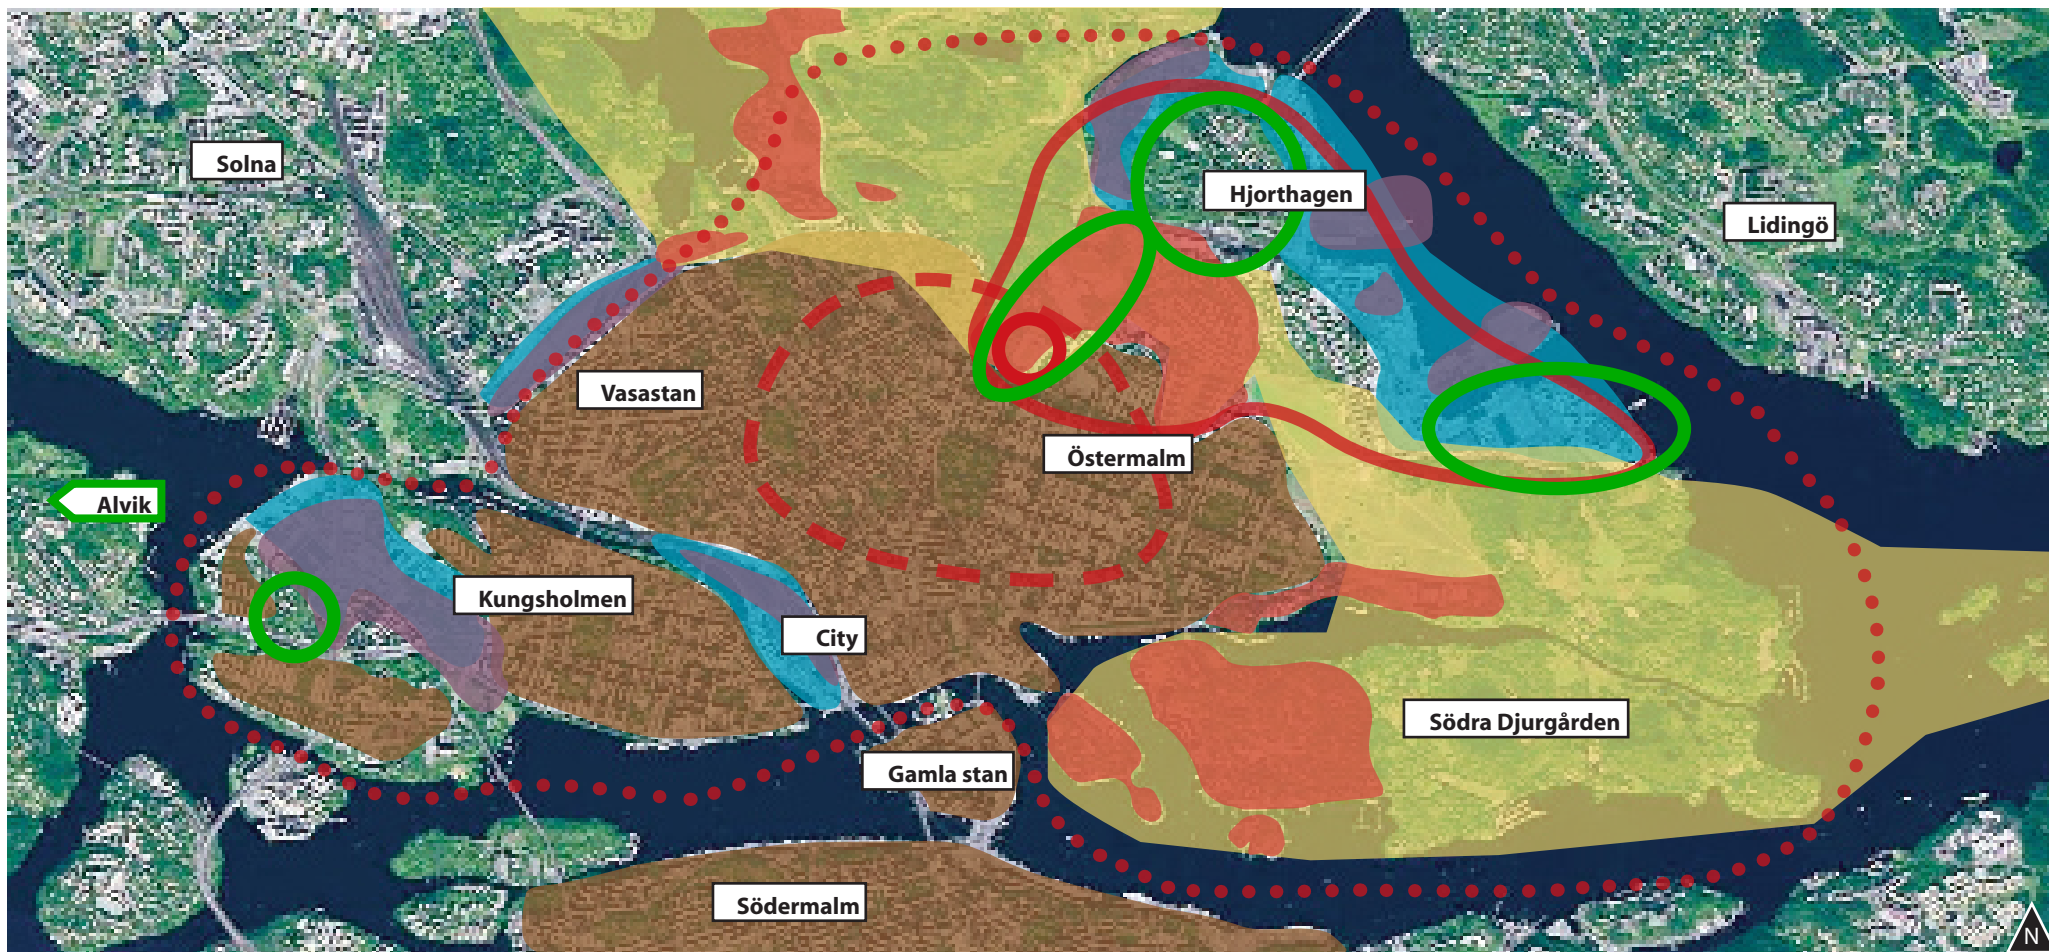 Solna
Hjorthagen
Lidingö
Vasastan
Östermalm
Alvik
Kungsholmen
City
Södra Djurgården
Gamla stan
Södermalm
N